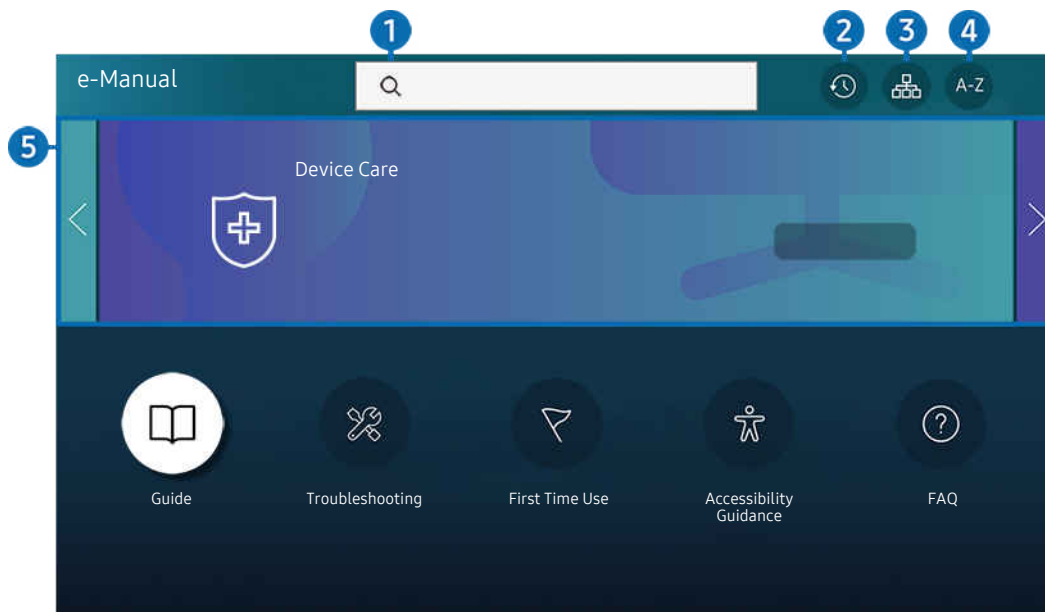 1
2
3
4
e-Manual
A-Z
5
Device Care
Guide
Troubleshooting
First Time Use
Accessibility
Guidance
FAQ